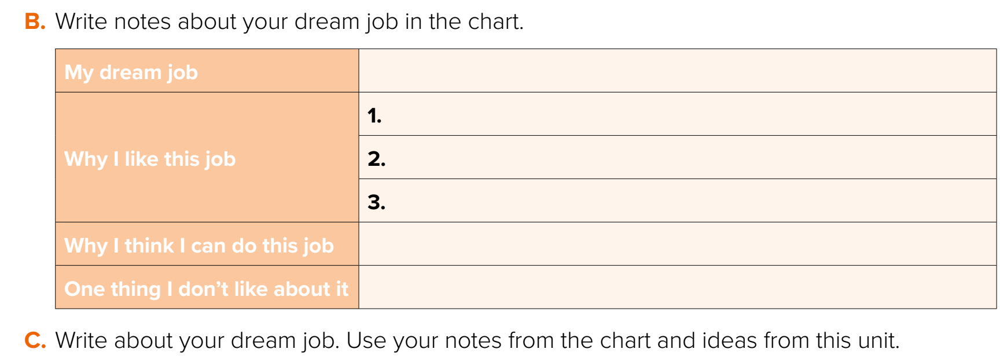 B. Write notes about your dream job in the chart.
My dream job
Why I like this job
1.
2.
3.
Why I think I can do this job
One thing I don’t like about it
C. Write about your dream job. Use your notes from the chart and ideas from this unit.